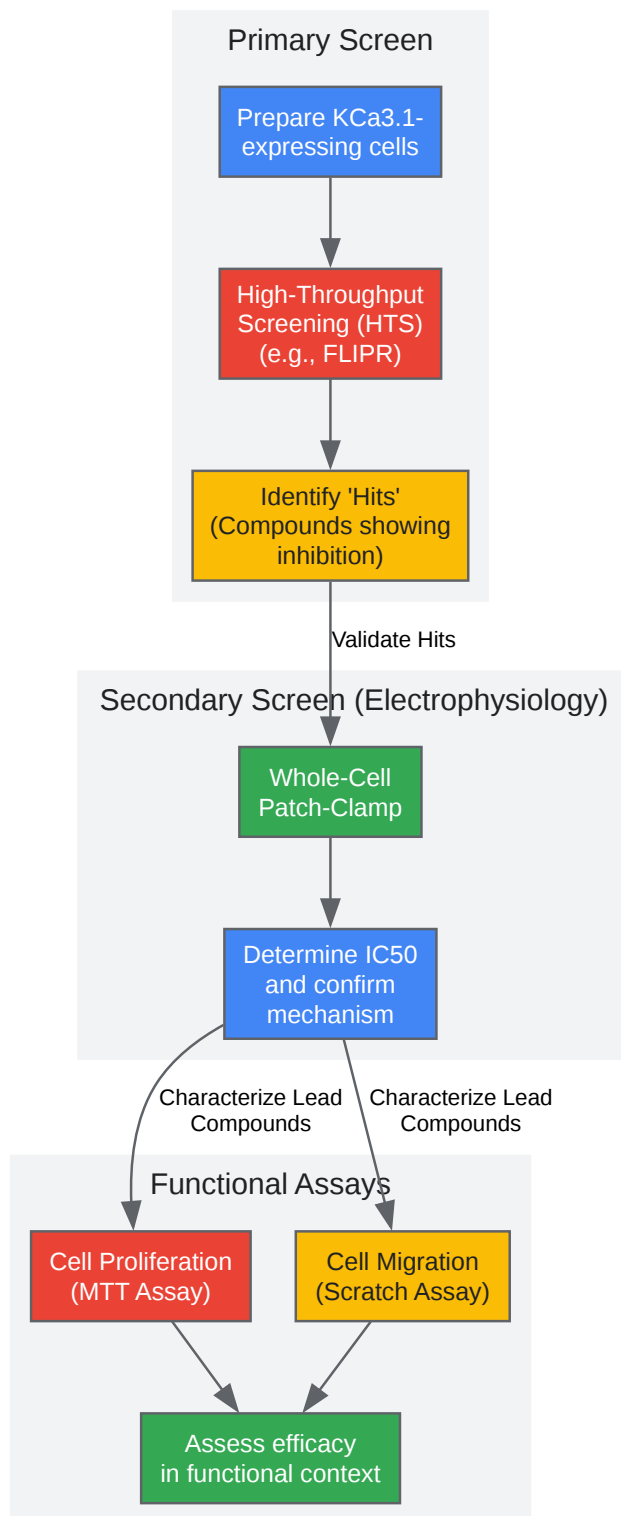 Primary Screen
Prepare KCa3.1-
expressing cells
High-Throughput
Screening (HTS)
(e.g., FLIPR)
Identify 'Hits'
(Compounds showing
inhibition)
Validate Hits
Secondary Screen (Electrophysiology)
Whole-Cell
Patch-Clamp
Determine IC50
and confirm
mechanism
Characterize Lead
Compounds
Characterize Lead
Compounds
Functional Assays
Cell Proliferation
(MTT Assay)
Cell Migration
(Scratch Assay)
Assess efficacy
in functional context